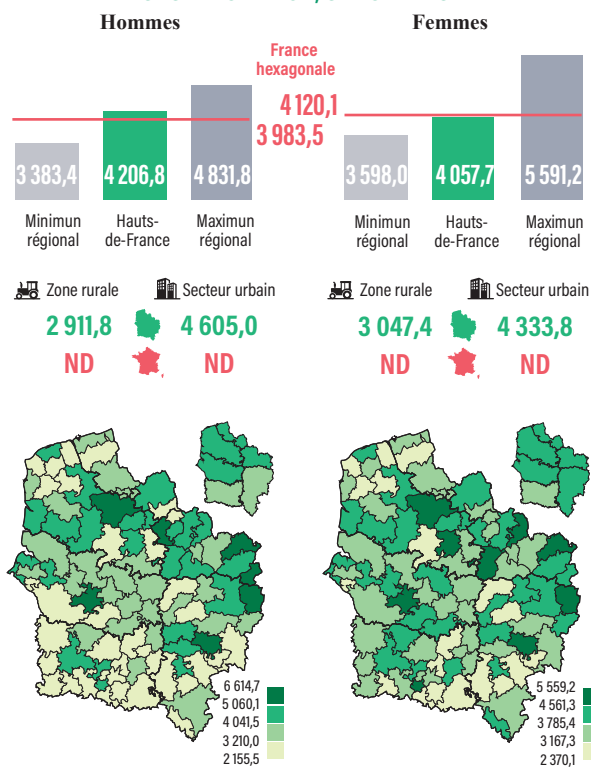 Hommes
Femmes
France
hexagonale
4 120,1
3 983,5
3 383,4
4 206,8
4 831,8
3 598,0
4 057,7
5 591,2
Minimun
régional
Hauts-
de-France
Maximun
régional
Minimun
régional
Hauts-
de-France
Maximun
régional
Zone rurale
Secteur urbain
Zone rurale
Secteur urbain
2 911,8
4 605,0
3 047,4
4 333,8
ND
ND
ND
ND
6 614,7
5 060,1
4 041,5
3 210,0
2 155,5
5 559,2
4 561,3
3 785,4
3 167,3
2 370,1